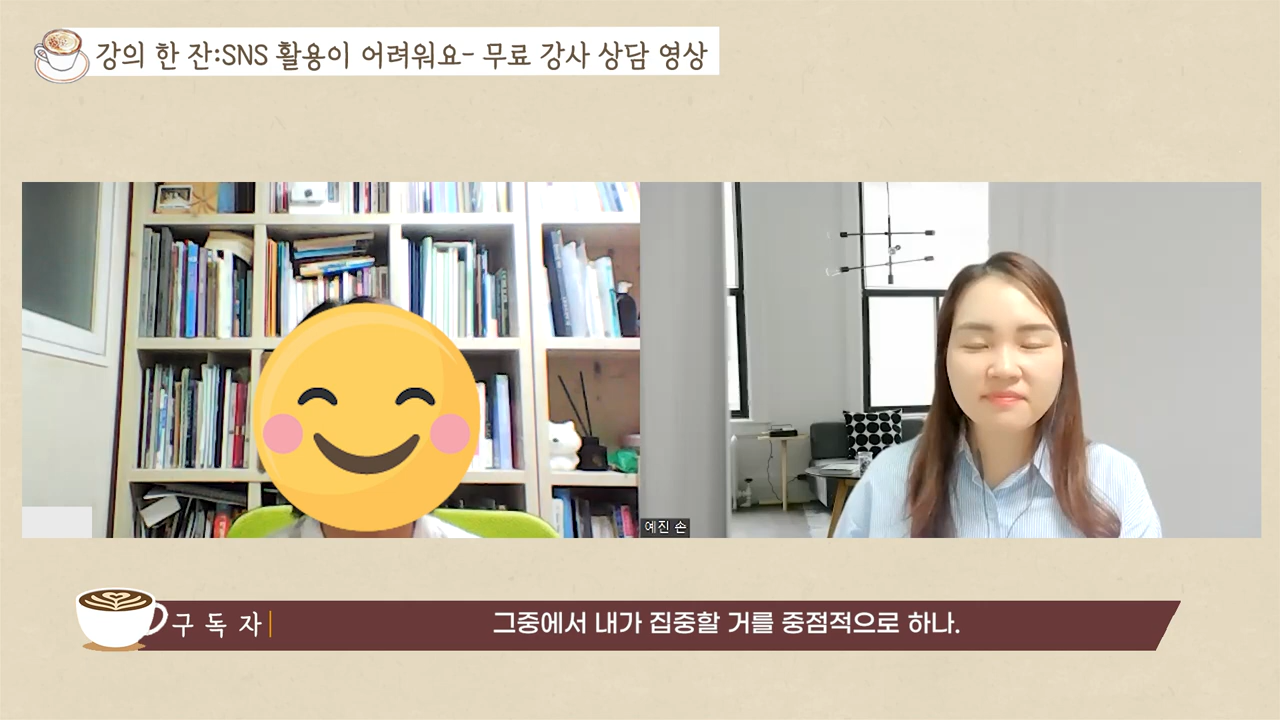 강의 한 잔:SNS 활용이 어려워요- 무료 강사 상담 영상
예진 손
구 독 자
그중에서 내가 집중할 거를 중점적으로 하나.